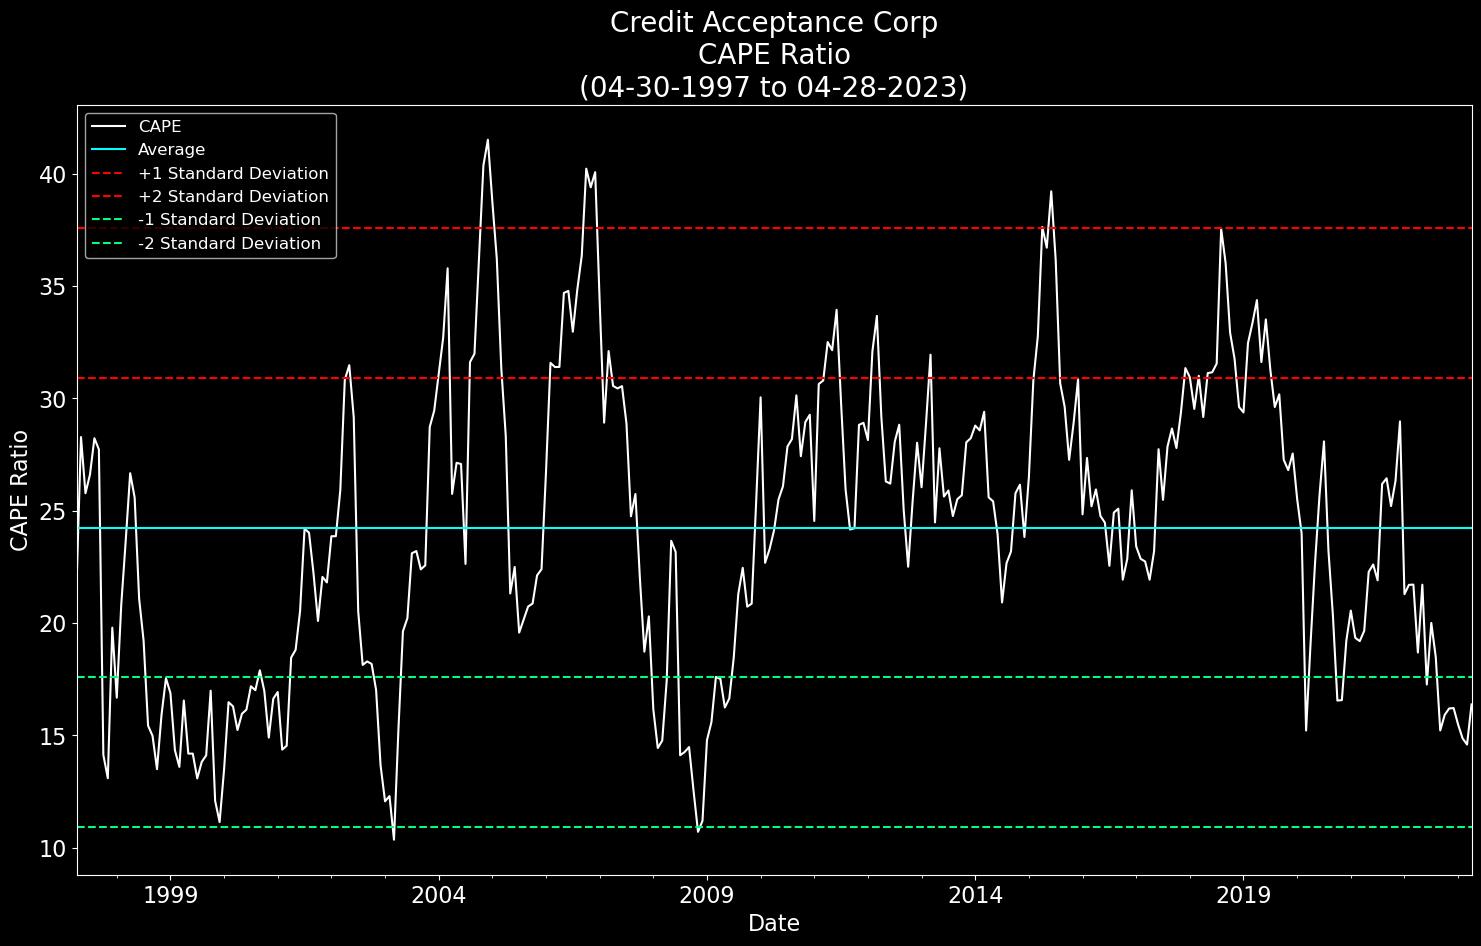 Credit Acceptance Corp
CAPE Ratio
(04-30-1997 to 04-28-2023)
CAPE
Average
+1 Standard Deviation
+2 Standard Deviation
-1 Standard Deviation
-2 Standard Deviation
40
35
30
25
20
15
10
CAPE Ratio
1999
2004
2009
2014
2019
Date